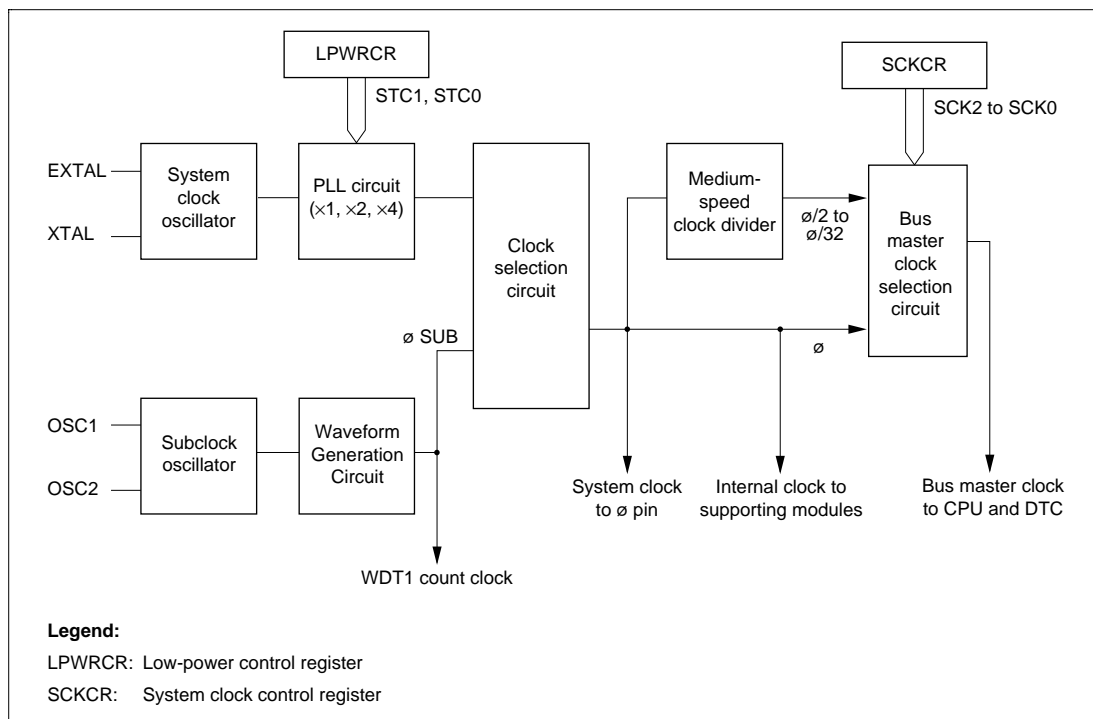 LPWRCR
SCKCR
STC1, STC0
SCK2 to SCK0
EXTAL
XTAL
System
clock
oscillator
PLL circuit
(×1, ×2, ×4)
Clock
selection
circuit
Medium-
speed
clock divider
ø/2 to
ø/32
Bus
master
clock
selection
circuit
ø SUB
ø
OSC1
OSC2
Subclock
oscillator
Waveform
Generation
Circuit
System clock
to ø pin
Internal clock to
supporting modules
Bus master clock
to CPU and DTC
WDT1 count clock
Legend:
LPWRCR: Low-power control register
SCKCR: System clock control register